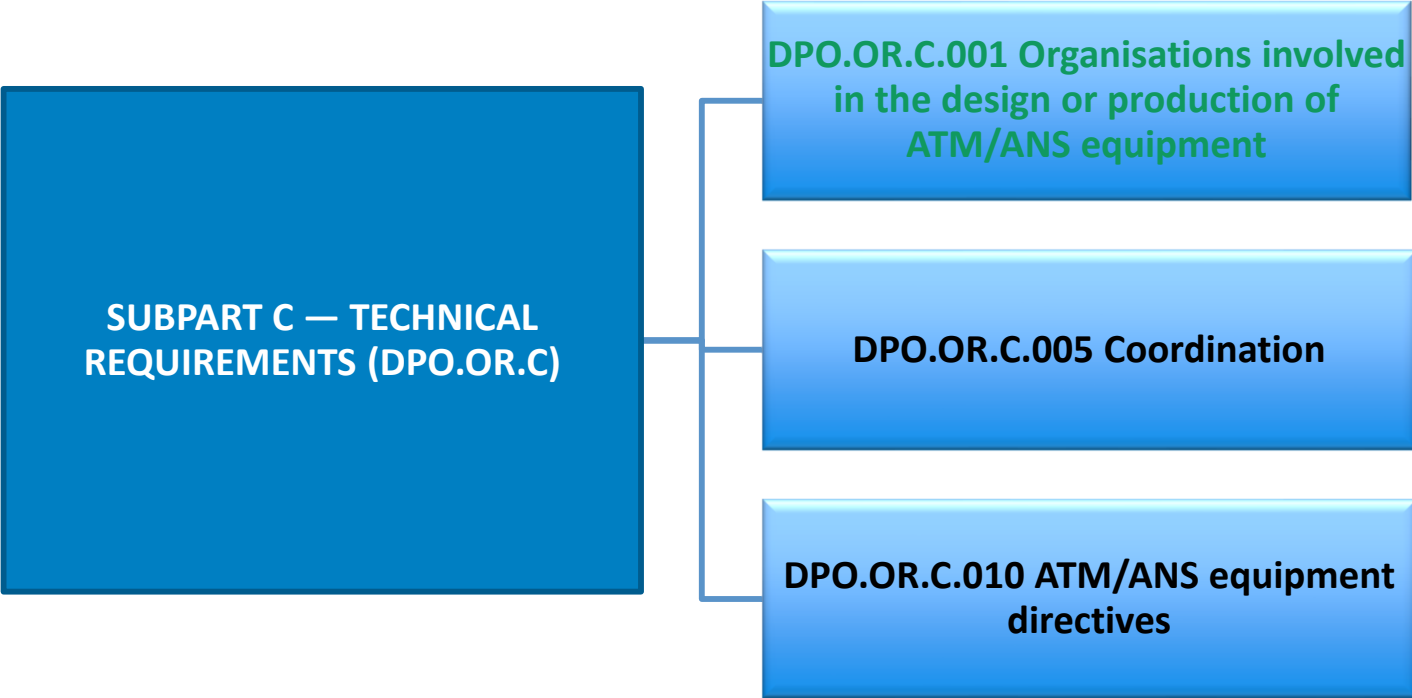 SUBPART C — TECHNICAL
REQUIREMENTS (DPO.OR.C)
DPO.OR.C.001 Organisations involved
in the design or production of
ATM/ANS equipment
DPO.OR.C.005 Coordination
DPO.OR.C.010 ATM/ANS equipment
directives